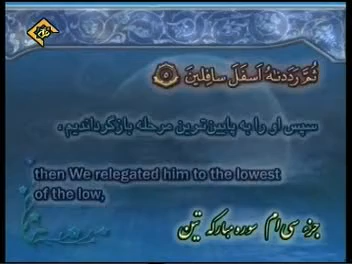 ثُمَّ رَدَدْنَاهُ أَسْفَلَ سَافِلِينَ ﴿٥﴾
سپس او را به پایین‌ترین مرحله بازگرداندیم ،
then We relegated him to the lowest
of the low,
جزء سی ام سوره مبارکه تین